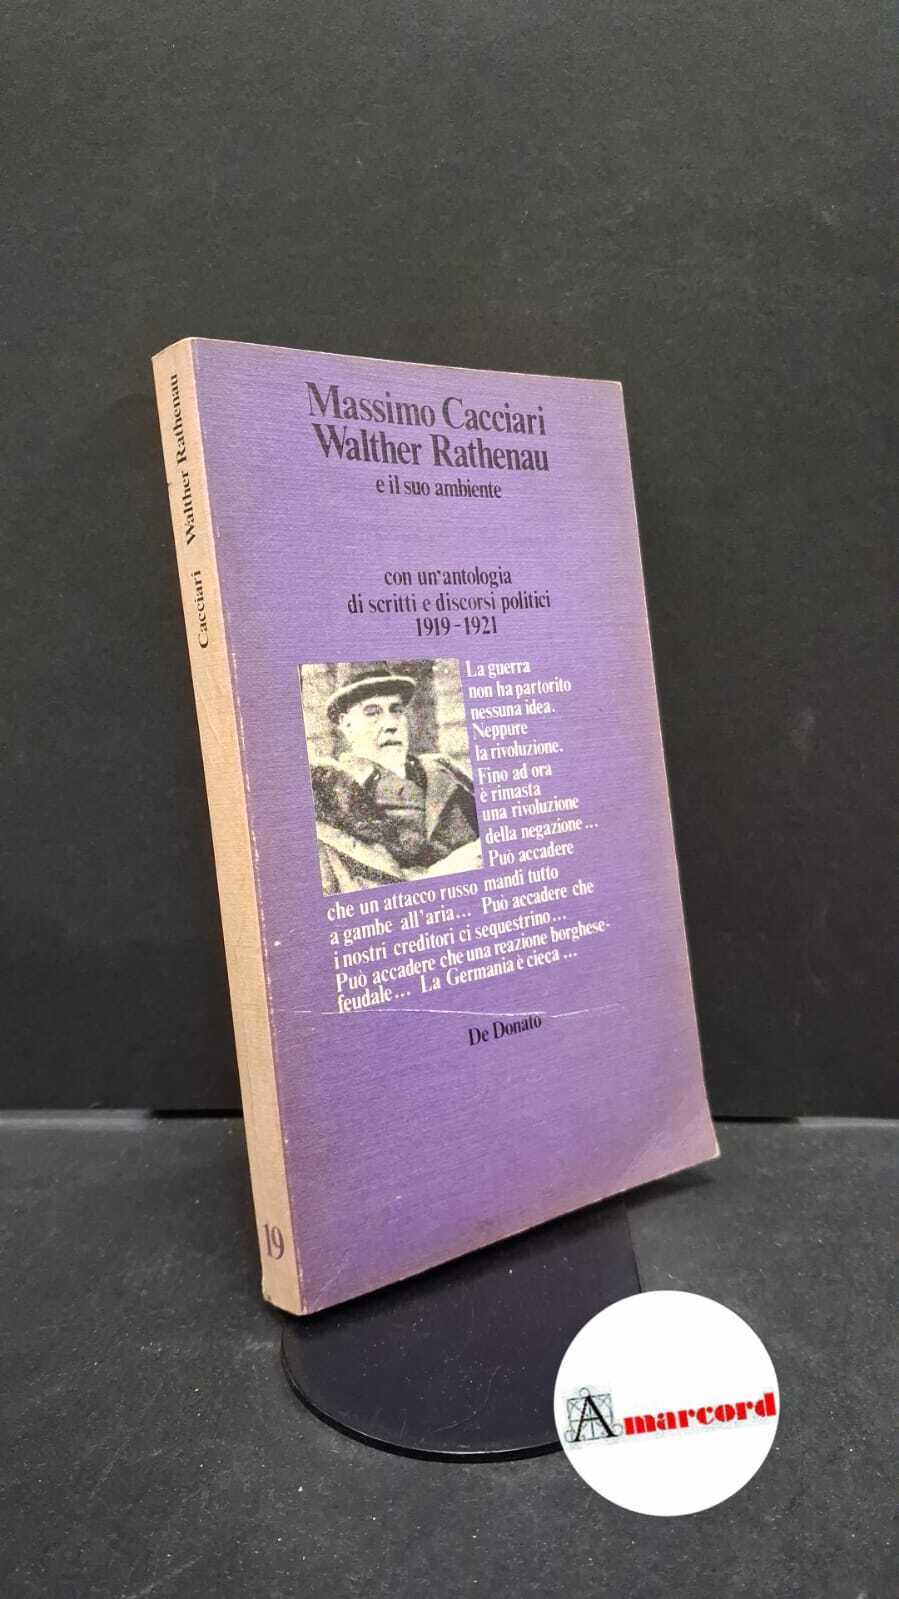 Massimo Cacciari
Walther Rathenau
e il suo ambiente
con un'antologia
di scritti e discorsi politici
1919-1921
La guerra
non ha partorito
nessuna idea.
Neppure
la rivoluzione.
Fino ad ora
è rimasta
una rivoluzione
della negazione...
Può accadere
che un attacco russo mandi tutto
a gambe all'aria... Può accadere che
i nostri creditori ci sequestrino...
Può accadere che una reazione borghese-
feudale... La Germania è cieca...
De Donato
Cacciari Walther Rathenau
19
Amarcord